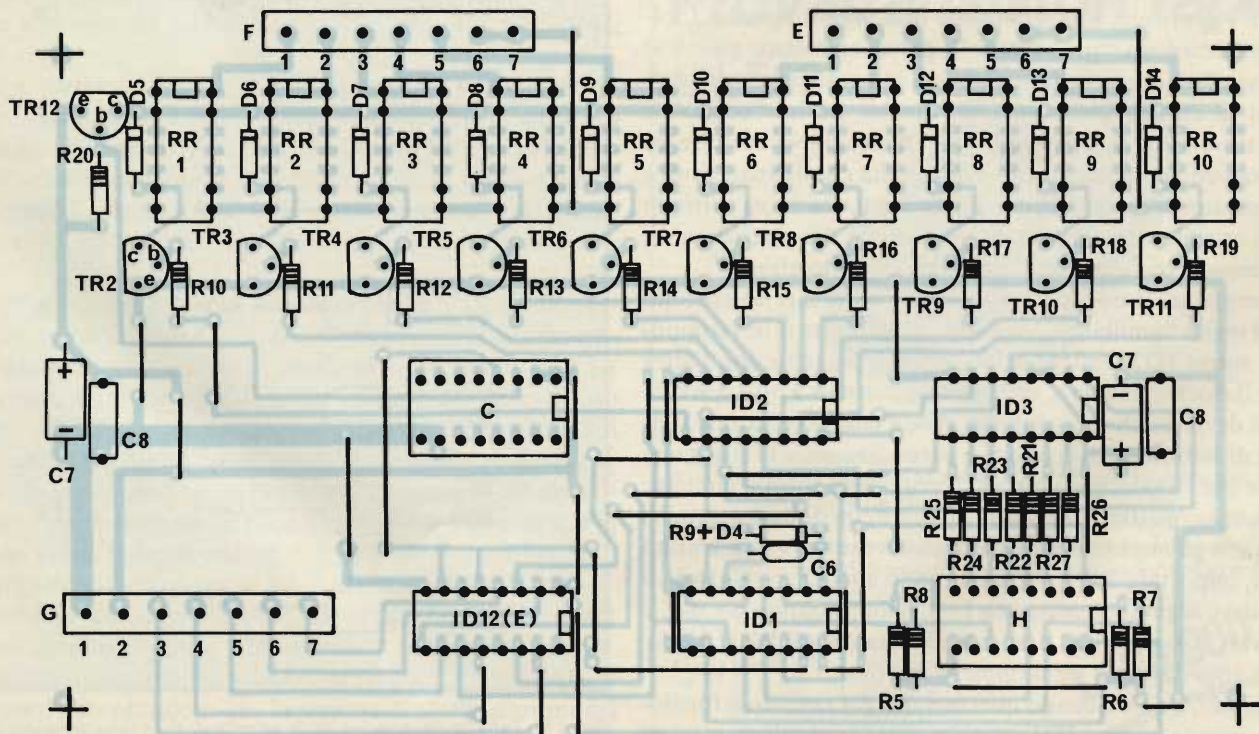 F E
1 2 3 4 5 6 7 1 2 3 4 5 6 7
TR12 e c b D5 D6 D7 D8 D9 D10 D11 D12 D13 D14
R20 RR 1 RR 2 RR 3 RR 4 RR 5 RR 6 RR 7 RR 8 RR 9 RR 10
TR3 TR4 TR5 TR6 TR7 TR8 R16 R17 R18 R19
c b e
TR2 R10 R11 R12 R13 R14 R15 TR9 TR10 TR11
+ C7
C ID2 ID3 - C8
- C8 +
C7
R23 R21
R25 R26
R9+D4
C6 R24 R22 R27
G ID12(E) ID1 R8 H R7
1 2 3 4 5 6 7
R5 R6